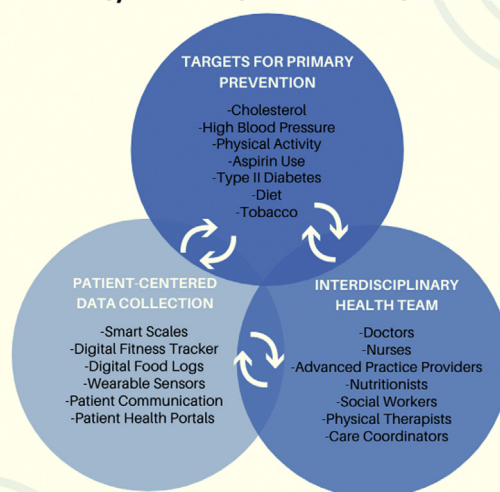 TARGETS FOR PRIMARY
PREVENTION
-Cholesterol
-High Blood Pressure
-Physical Activity
-Aspirin Use
-Type II Diabetes
-Diet
-Tobacco
PATIENT-CENTERED
DATA COLLECTION
-Smart Scales
-Digital Fitness Tracker
-Digital Food Logs
-Wearable Sensors
-Patient Communication
-Patient Health Portals
INTERDISCIPLINARY
HEALTH TEAM
-Doctors
-Nurses
-Advanced Practice Providers
-Nutritionists
-Social Workers
-Physical Therapists
-Care Coordinators